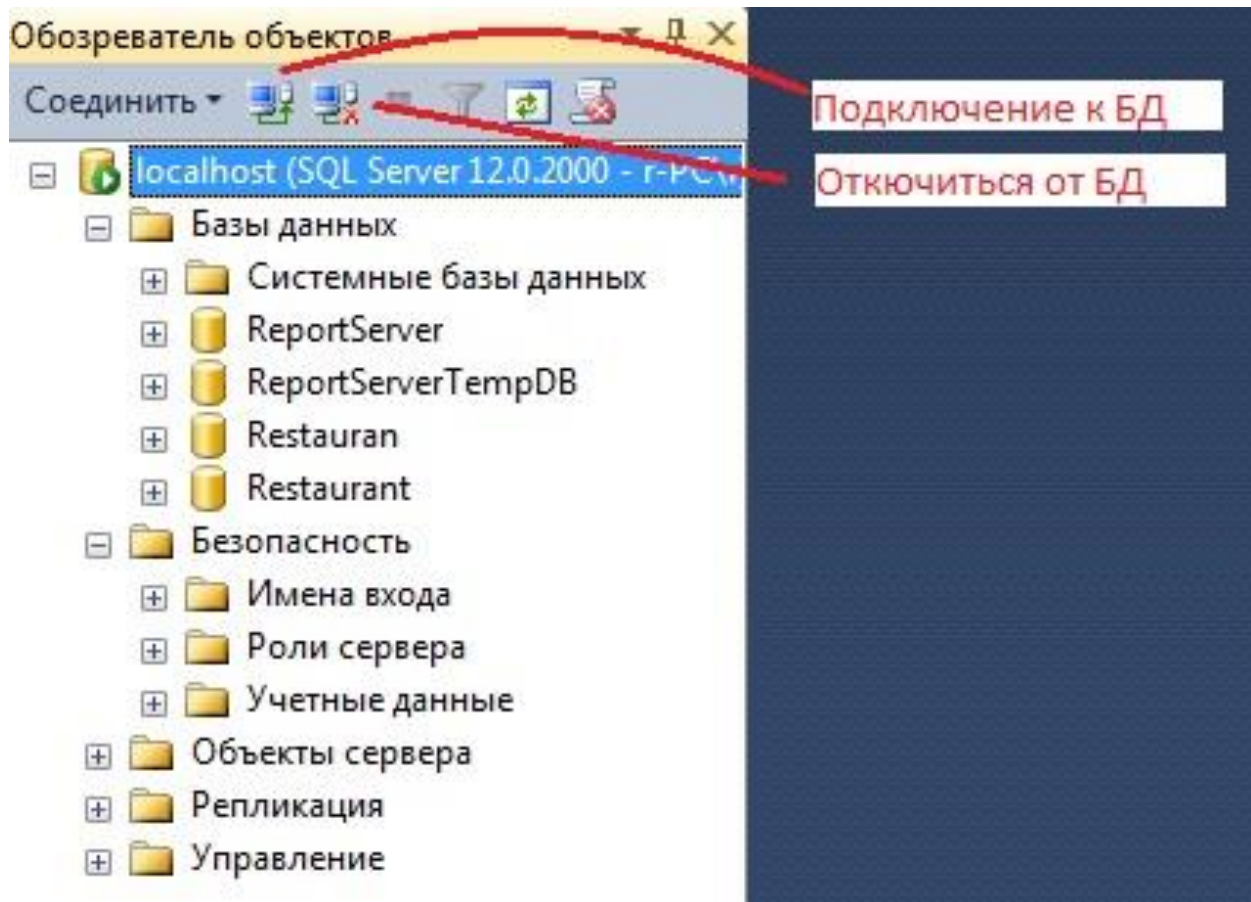 Обозреватель объектов
Соединить
Подключение к БД
localhost (SQL Server 12.0.2000 - r-PC\
Откючиться от БД
Базы данных
Системные базы данных
ReportServer
ReportServerTempDB
Restauran
Restaurant
Безопасность
Имена входа
Роли сервера
Учетные данные
Объекты сервера
Репликация
Управление